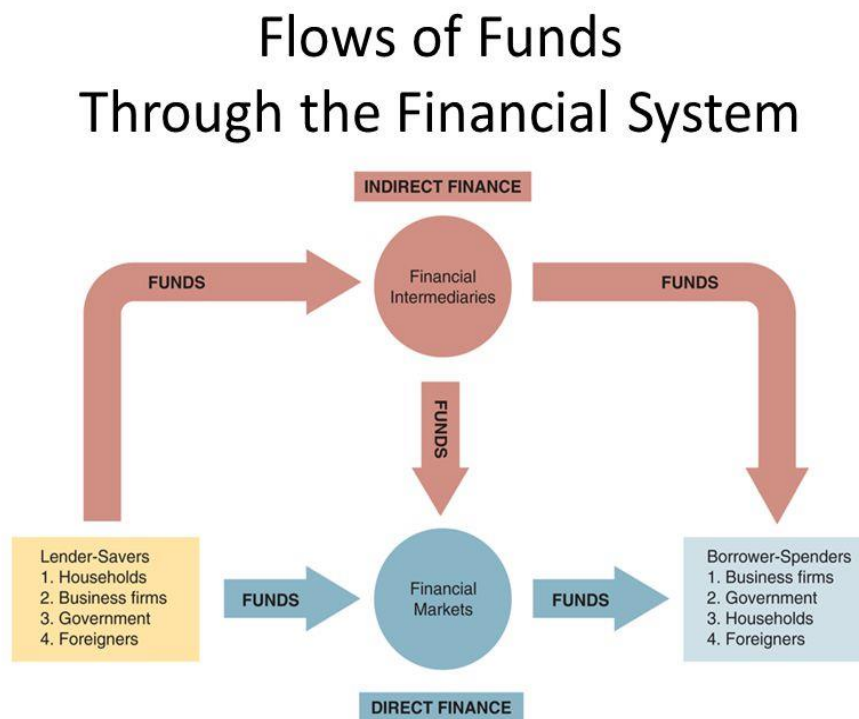 Flows of Funds
Through the Financial System
INDIRECT FINANCE
FUNDS
Financial
Intermediaries
FUNDS
FUNDS
Lender-Savers
1. Households
2. Business firms
3. Government
4. Foreigners
FUNDS
Financial
Markets
FUNDS
Borrower-Spenders
1. Business firms
2. Government
3. Households
4. Foreigners
DIRECT FINANCE